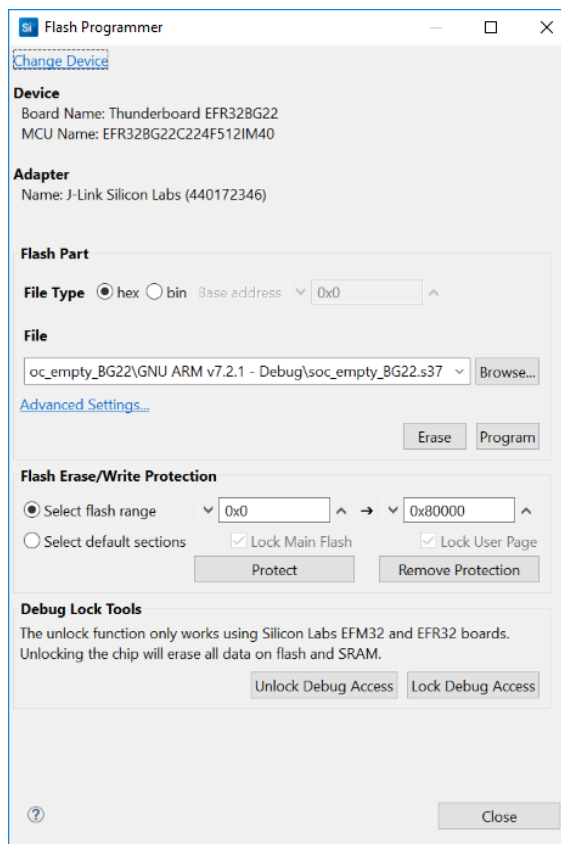 Si Flash Programmer
Change Device
Device
Board Name: Thunderboard EFR32BG22
MCU Name: EFR32BG22C224F512IM40
Adapter
Name: J-Link Silicon Labs (440172346)
Flash Part
File Type hex bin Base address 0x0
File
oc_empty_BG22\GNU ARM v7.2.1 - Debug\soc_empty_BG22.s37 Browse...
Advanced Settings...
Erase Program
Flash Erase/Write Protection
Select flash range 0x0 → 0x80000
Select default sections Lock Main Flash Lock User Page
Protect Remove Protection
Debug Lock Tools
The unlock function only works using Silicon Labs EFM32 and EFR32 boards.
Unlocking the chip will erase all data on flash and SRAM.
Unlock Debug Access Lock Debug Access
? Close